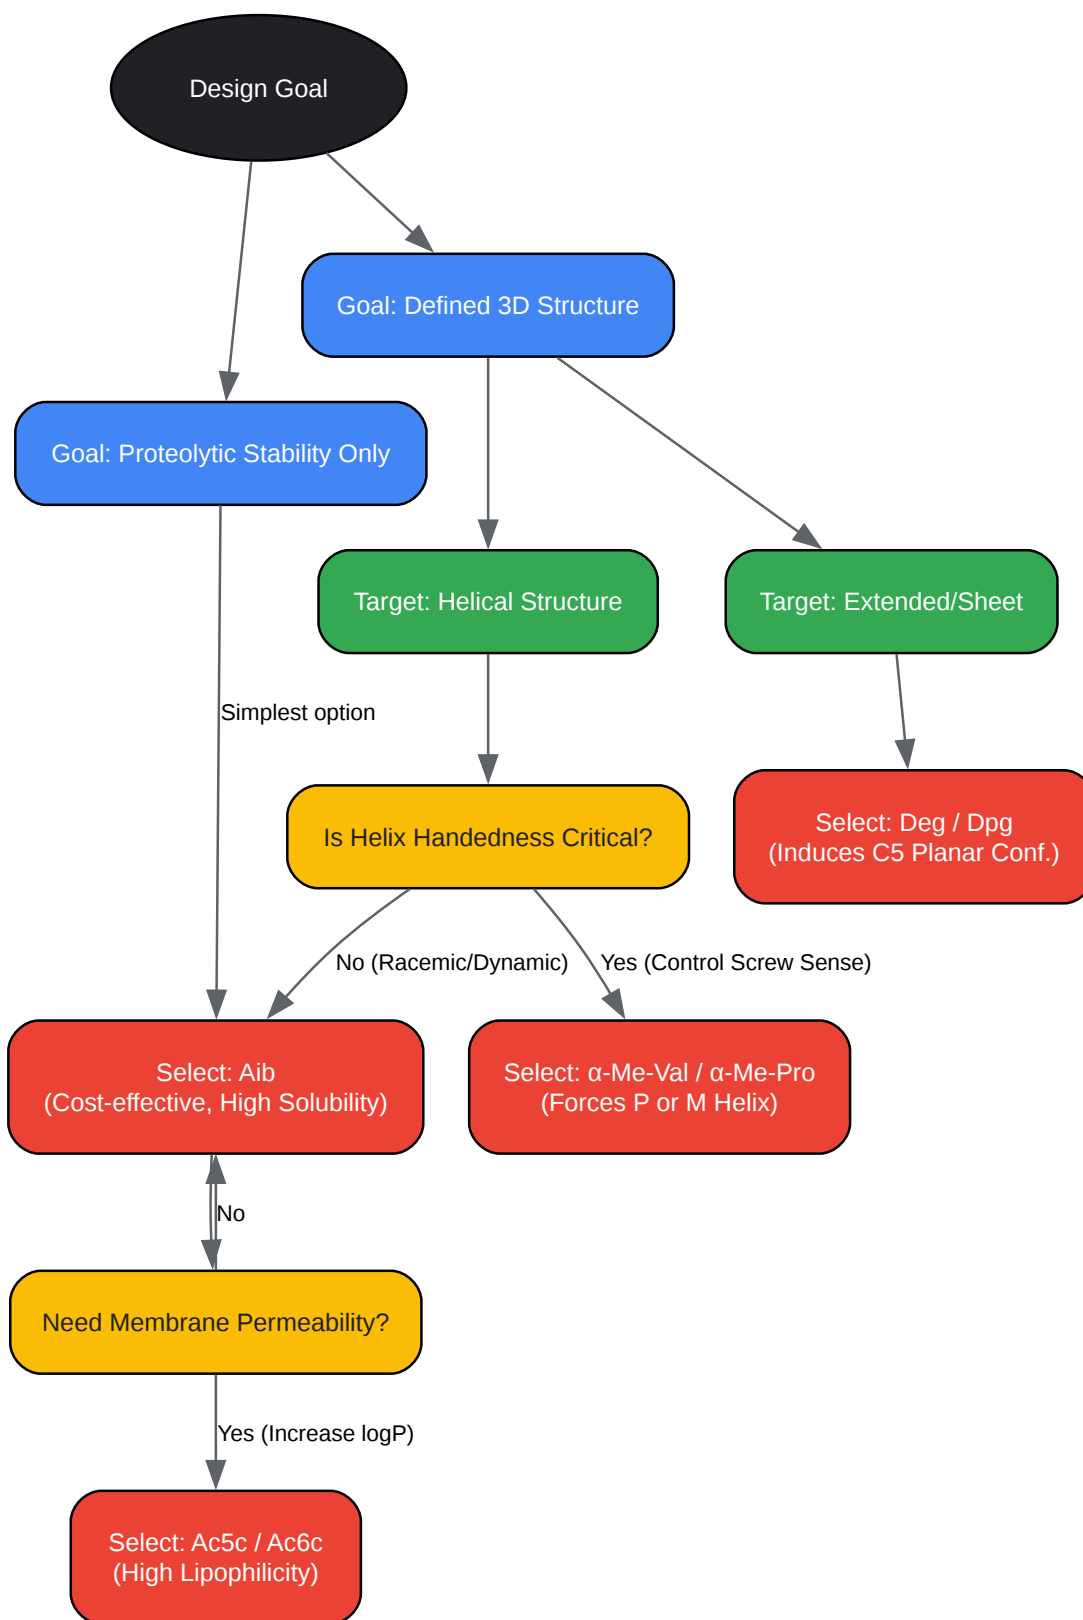 Design Goal
Goal: Defined 3D Structure
Goal: Proteolytic Stability Only
Target: Helical Structure
Target: Extended/Sheet
Simplest option
Is Helix Handedness Critical?
Select: Deg / Dpg
(Induces C5 Planar Conf.)
No (Racemic/Dynamic)
Yes (Control Screw Sense)
Select: Aib
(Cost-effective, High Solubility)
Select: α-Me-Val / α-Me-Pro
(Forces P or M Helix)
No
Need Membrane Permeability?
Yes (Increase logP)
Select: Ac5c / Ac6c
(High Lipophilicity)